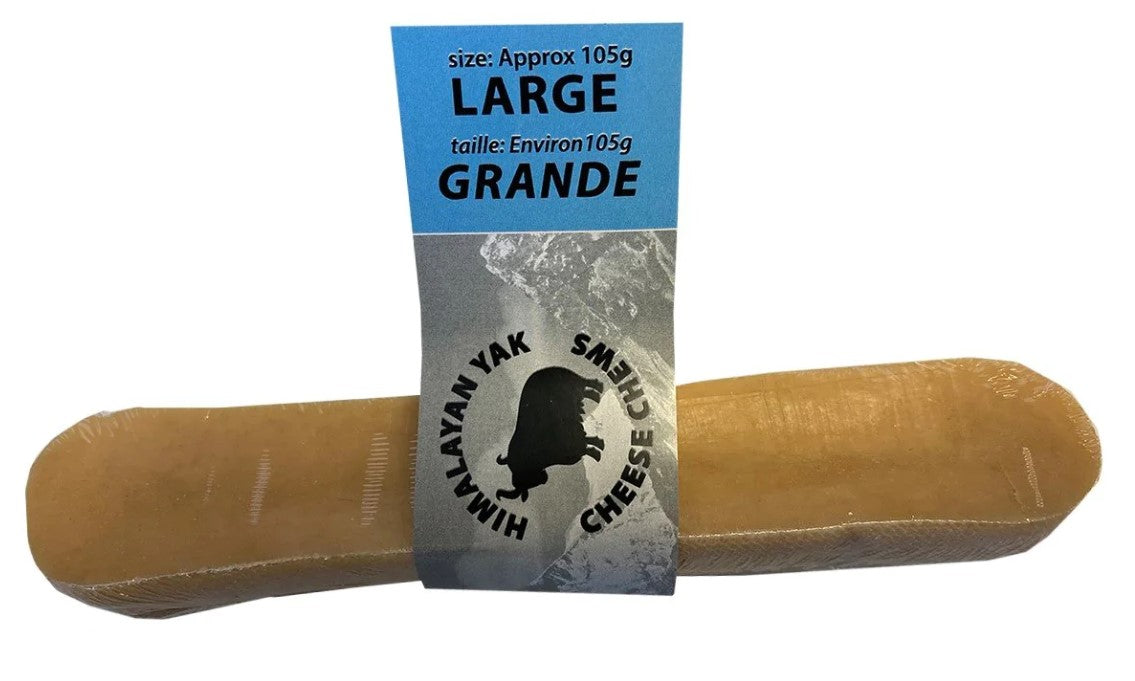 size: Approx 105g
LARGE
taille: Environ105g
GRANDE
HIMALAYAN YAK
CHEESE CHEWS